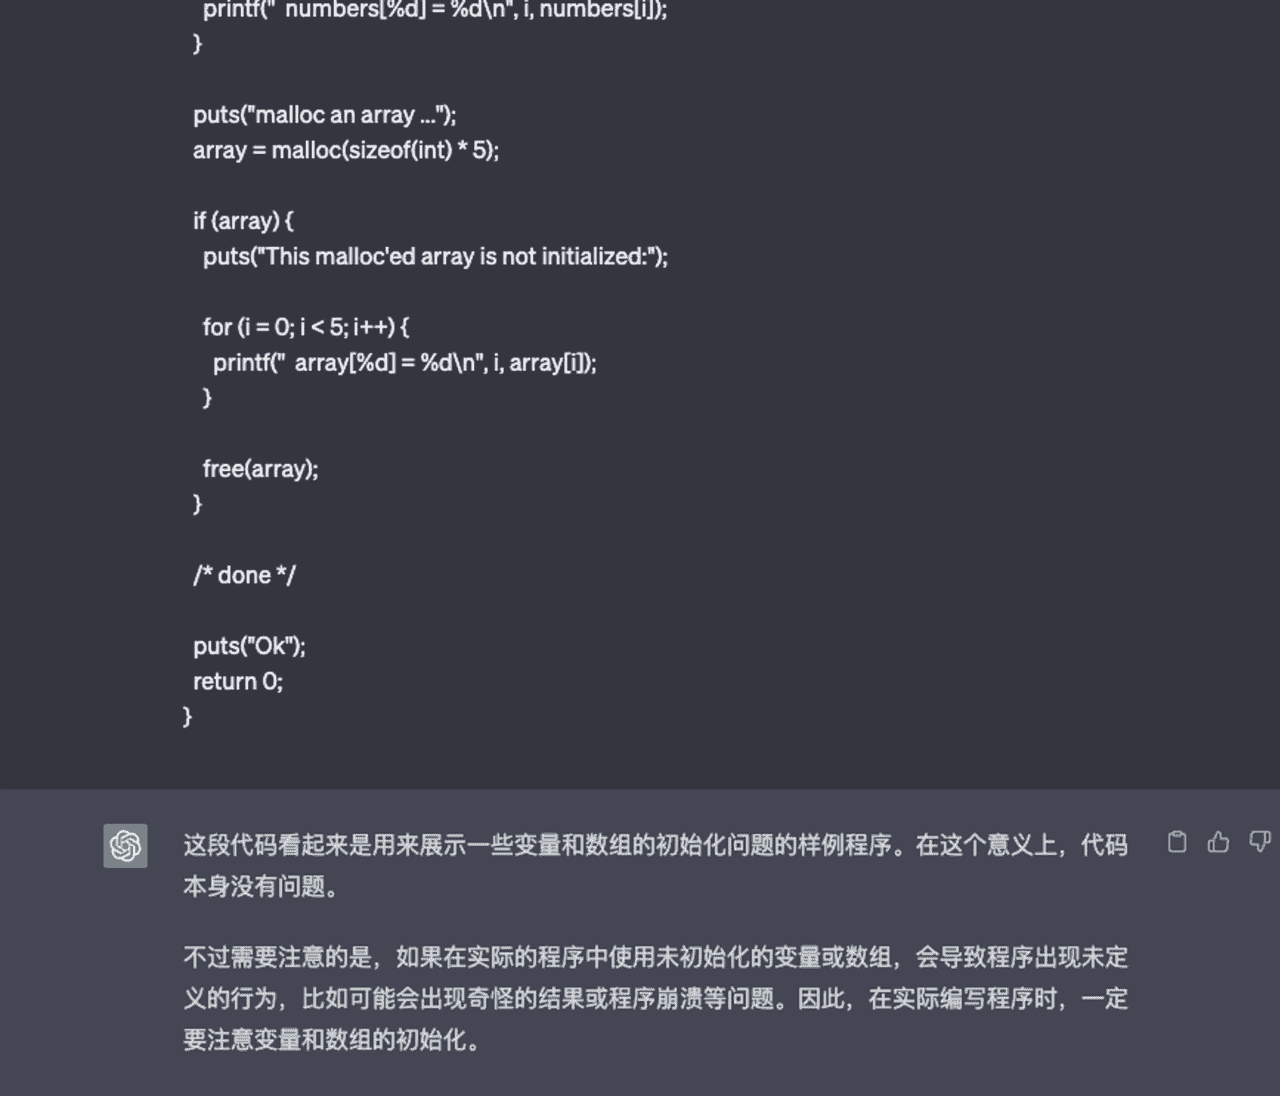 printf("  numbers[%d] = %d\n", i, numbers[i]);
}
puts("malloc an array ...");
array = malloc(sizeof(int) * 5);
if (array) {
puts("This malloc'ed array is not initialized:");
for (i = 0; i < 5; i++) {
printf("  array[%d] = %d\n", i, array[i]);
}
free(array);
}
/* done */
puts("Ok");
return 0;
}
这段代码看起来是用来展示一些变量和数组的初始化问题的样例程序。在这个意义上，代码
本身没有问题。
不过需要注意的是，如果在实际的程序中使用未初始化的变量或数组，会导致程序出现未定
义的行为，比如可能会出现奇怪的结果或程序崩溃等问题。因此，在实际编写程序时，一定
要注意变量和数组的初始化。